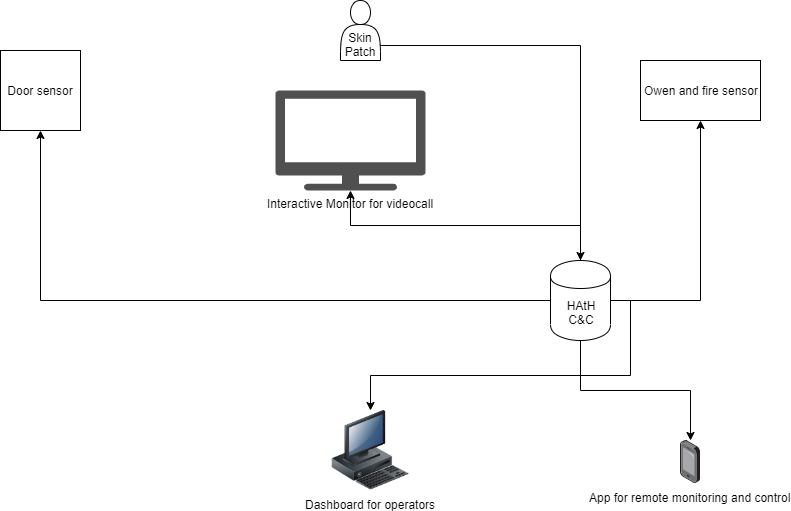 Skin
Patch
Door sensor
Owen and fire sensor
Interactive Monitor for videocall
HAtH
C&C
Dashboard for operators
App for remote monitoring and control